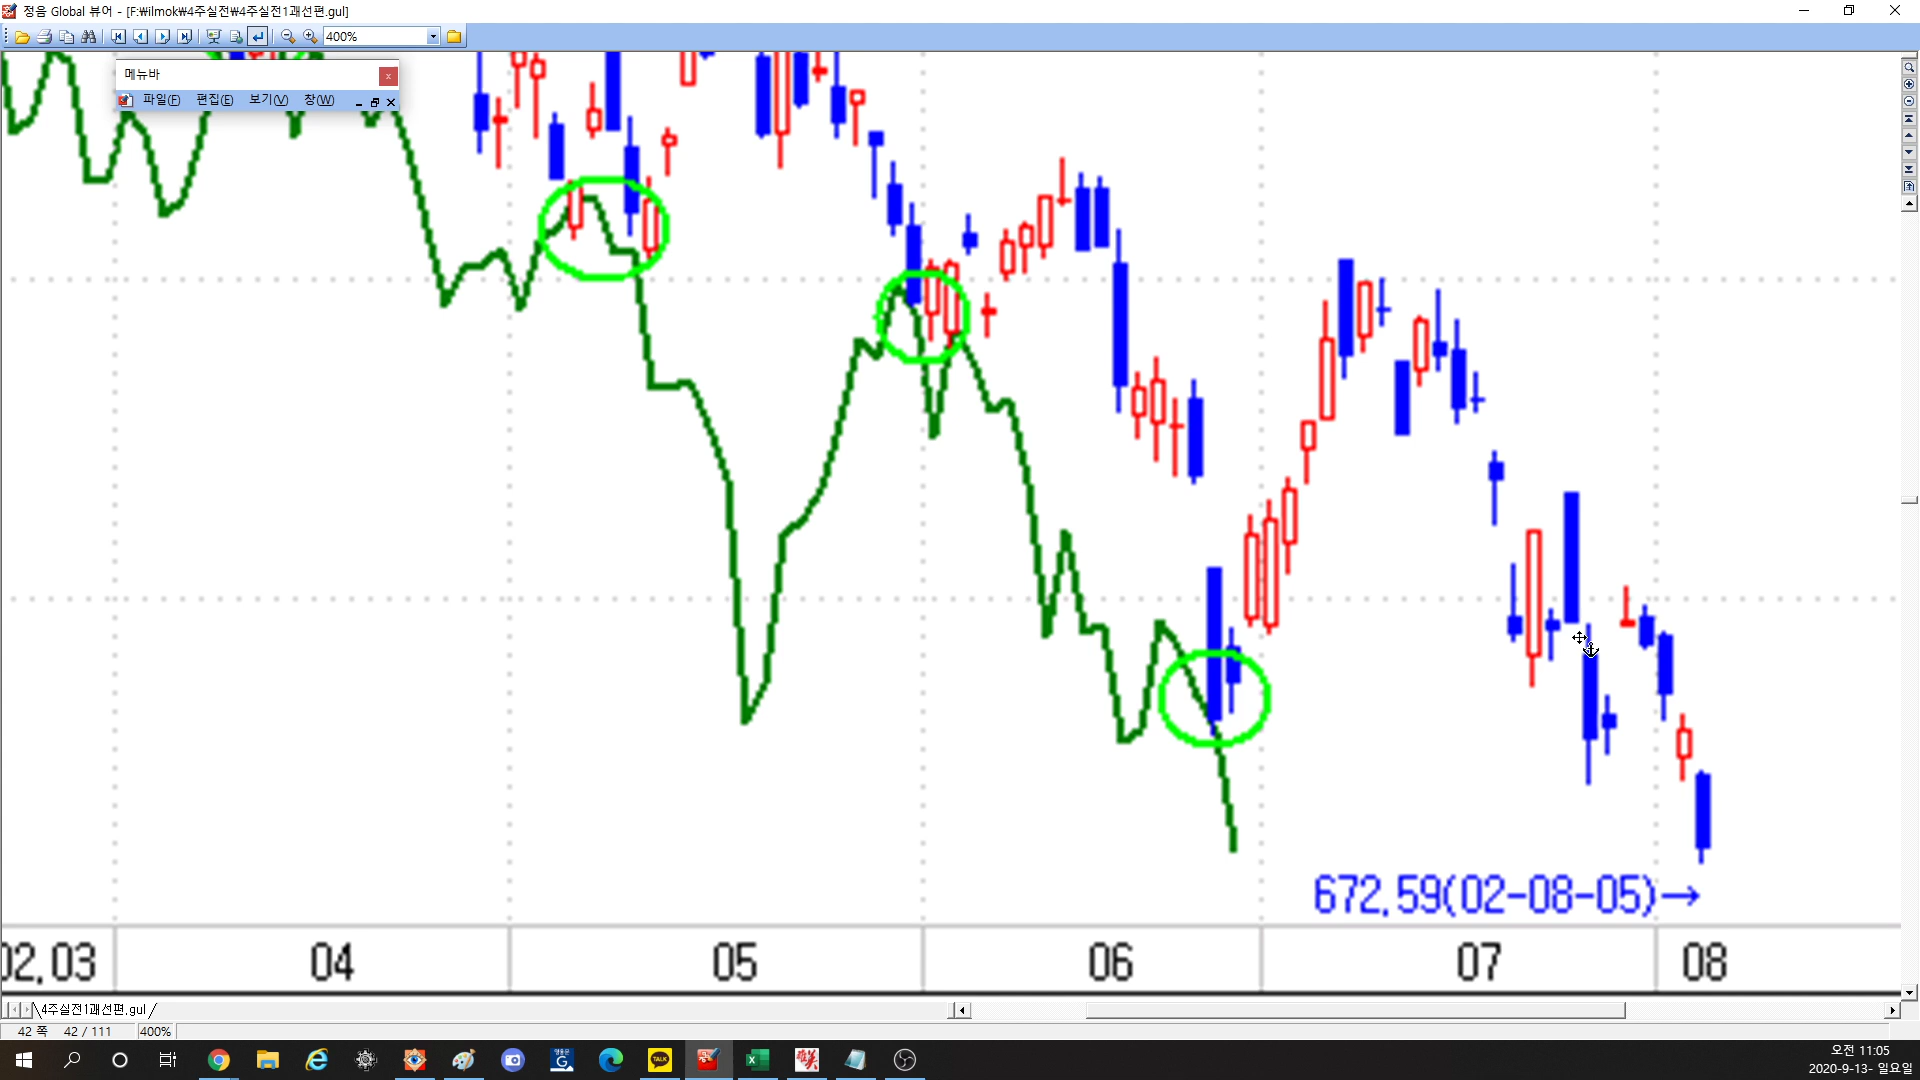 정음 Global 뷰어 - [F:₩ilmok₩4주실전₩4주실전1괘선편.gul]
400%
메뉴바
파일(F) 편집(E) 보기(V) 창(W)
672,59(02-08-05)→
02,03 04 05 06 07 08
4주실전1괘선편.gul
42 쪽 42 / 111 400%
TALK
오전 11:05
2020-9-13- 일요일